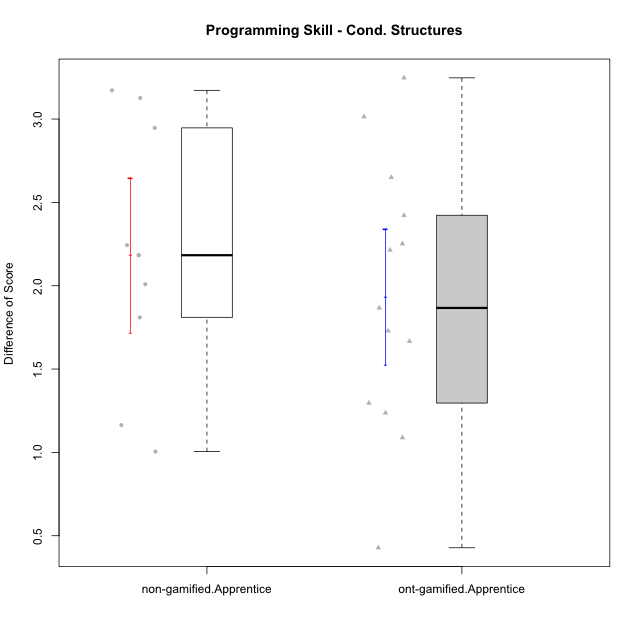 Programming Skill - Cond. Structures
Difference of Score
3.0
2.5
2.0
1.5
1.0
0.5
non-gamified.Apprentice
ont-gamified.Apprentice